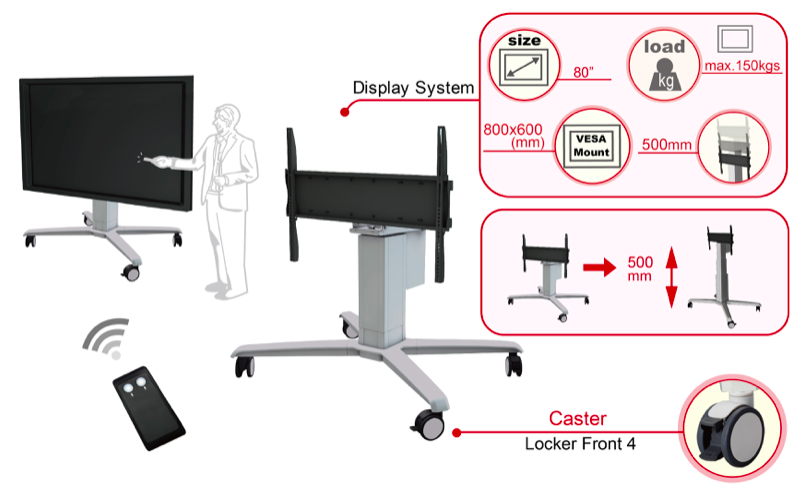 size
80"
load
kg
max.150kgs
Display System
800x600
(mm)
VESA
Mount
500mm
500
mm
Caster
Locker Front 4